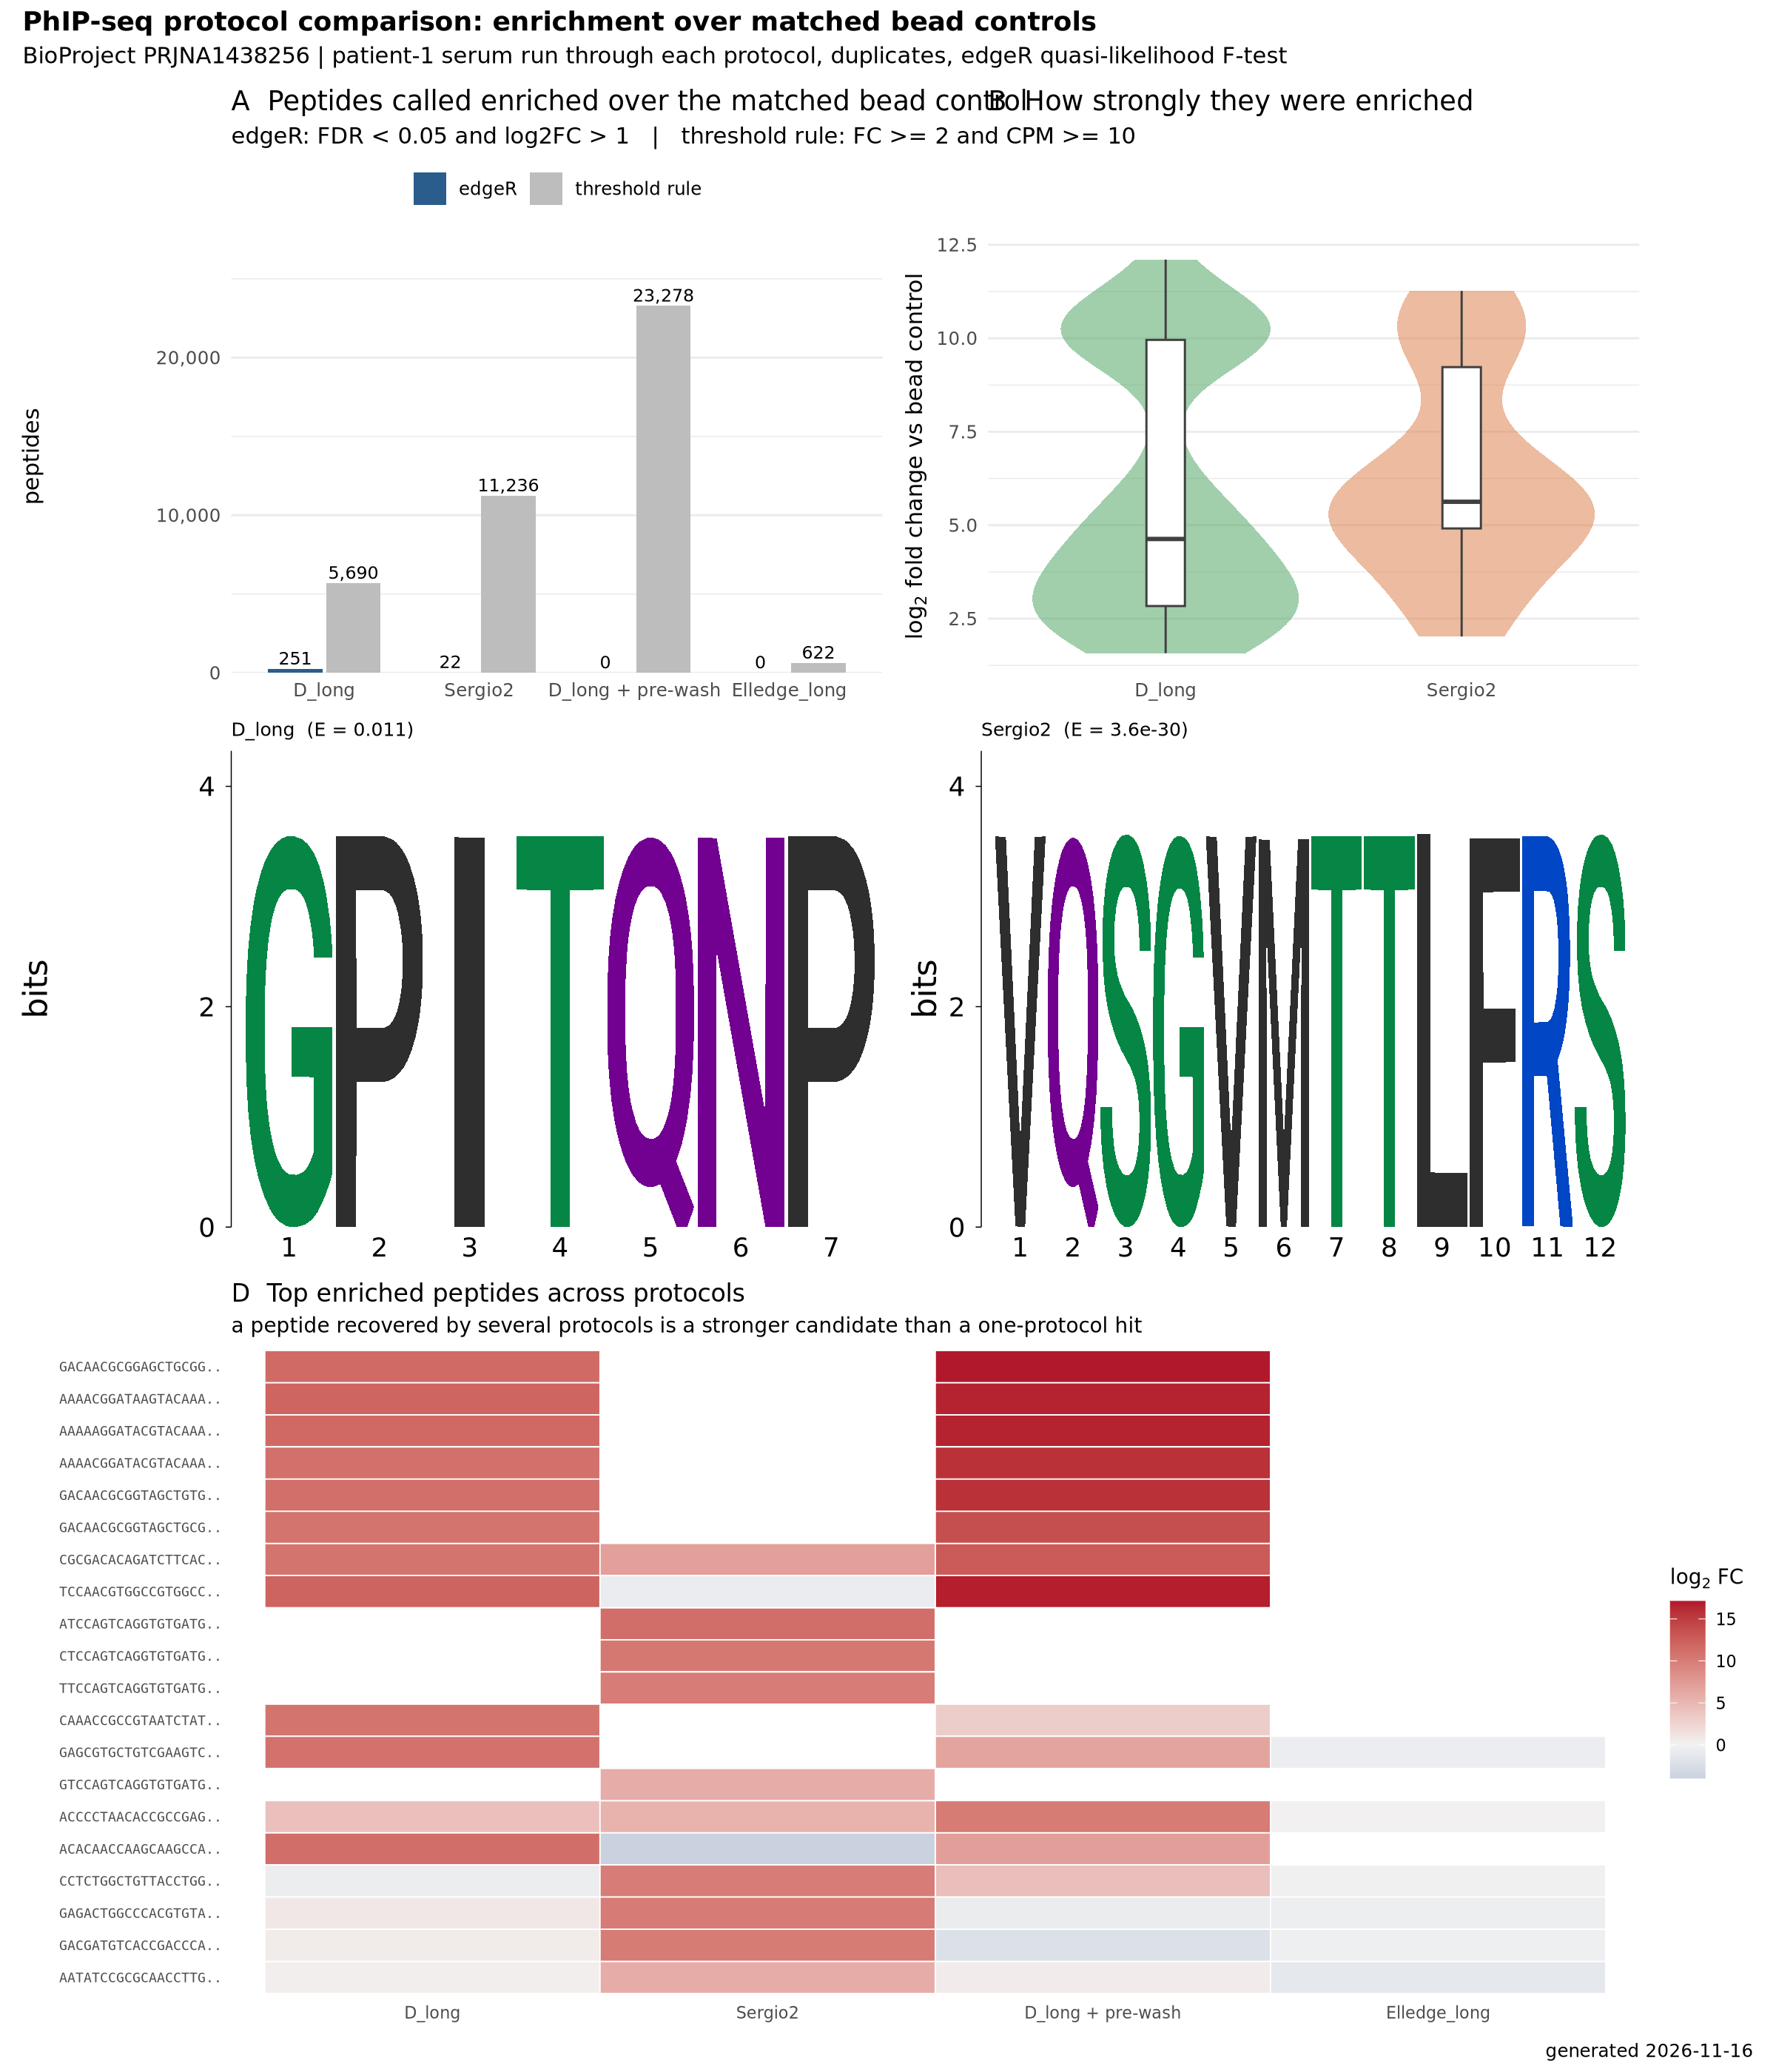 PhIP-seq protocol comparison: enrichment over matched bead controls
BioProject PRJNA1438256 | patient-1 serum run through each protocol, duplicates, edgeR quasi-likelihood F-test
A Peptides called enriched over the matched bead control
edgeR: FDR < 0.05 and log2FC > 1 | threshold rule: FC >= 2 and CPM >= 10
edgeR threshold rule
peptides
20,000
10,000
0
251
5,690
22
11,236
0
23,278
0
622
D_long Sergio2 D_long + pre-wash Elledge_long
B How strongly they were enriched
log2 fold change vs bead control
12.5
10.0
7.5
5.0
2.5
D_long Sergio2
D_long (E = 0.011)
bits
4
2
0
GPITQNP
1 2 3 4 5 6 7
Sergio2 (E = 3.6e-30)
bits
4
2
0
VQSGVMTTLFRS
1 2 3 4 5 6 7 8 9 10 11 12
D Top enriched peptides across protocols
a peptide recovered by several protocols is a stronger candidate than a one-protocol hit
GACAACGCGGAGCTGCGG..
AAAACGGATAAGTACAAA..
AAAAAGGATACGTACAAA..
AAAACGGATACGTACAAA..
GACAACGCGGTAGCTGTG..
GACAACGCGGTAGCTGCG..
CGCGACACAGATCTTCAC..
TCCAACGTGGCCGTGGCC..
ATCCAGTCAGGTGTGATG..
CTCCAGTCAGGTGTGATG..
TTCCAGTCAGGTGTGATG..
CAAACCGCCGTAATCTAT..
GAGCGTGCTGTCGAAGTC..
GTCCAGTCAGGTGTGATG..
ACCCCTAACACCGCCGAG..
ACACAACCAAGCAAGCCA..
CCTCTGGCTGTTACCTGG..
GAGACTGGCCCACGTGTA..
GACGATGTCACCGACCCA..
AATATCCGCGCAACCTTG..
D_long Sergio2 D_long + pre-wash Elledge_long
log2 FC
15
10
5
0
generated 2026-11-16